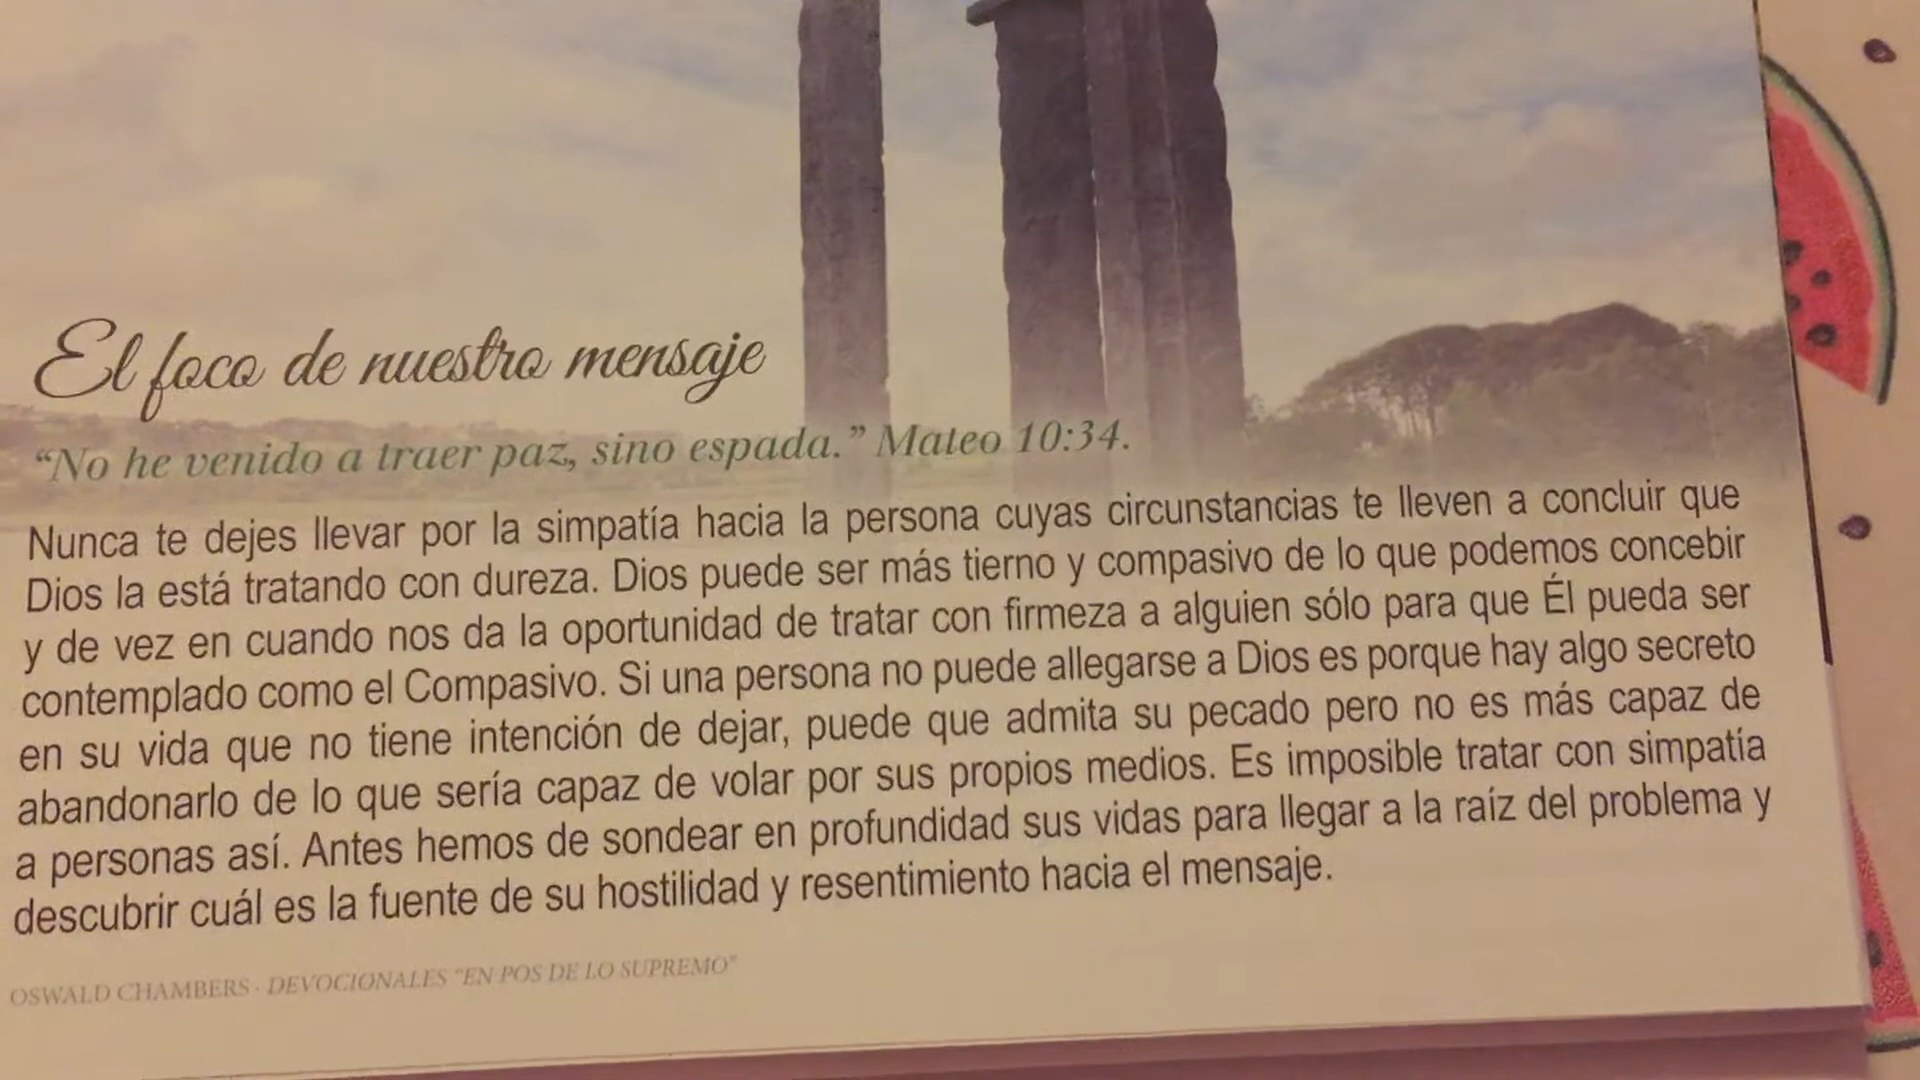 El foco de nuestro mensaje
“No he venido a traer paz, sino espada.” Mateo 10:34.
Nunca te dejes llevar por la simpatía hacia la persona cuyas circunstancias te lleven a concluir que
Dios la está tratando con dureza. Dios puede ser más tierno y compasivo de lo que podemos concebir
y de vez en cuando nos da la oportunidad de tratar con firmeza a alguien sólo para que Él pueda ser
contemplado como el Compasivo. Si una persona no puede allegarse a Dios es porque hay algo secreto
en su vida que no tiene intención de dejar, puede que admita su pecado pero no es más capaz de
abandonarlo de lo que sería capaz de volar por sus propios medios. Es imposible tratar con simpatía
a personas así. Antes hemos de sondear en profundidad sus vidas para llegar a la raíz del problema y
descubrir cuál es la fuente de su hostilidad y resentimiento hacia el mensaje.
OSWALD CHAMBERS · DEVOCIONALES "EN POS DE LO SUPREMO"